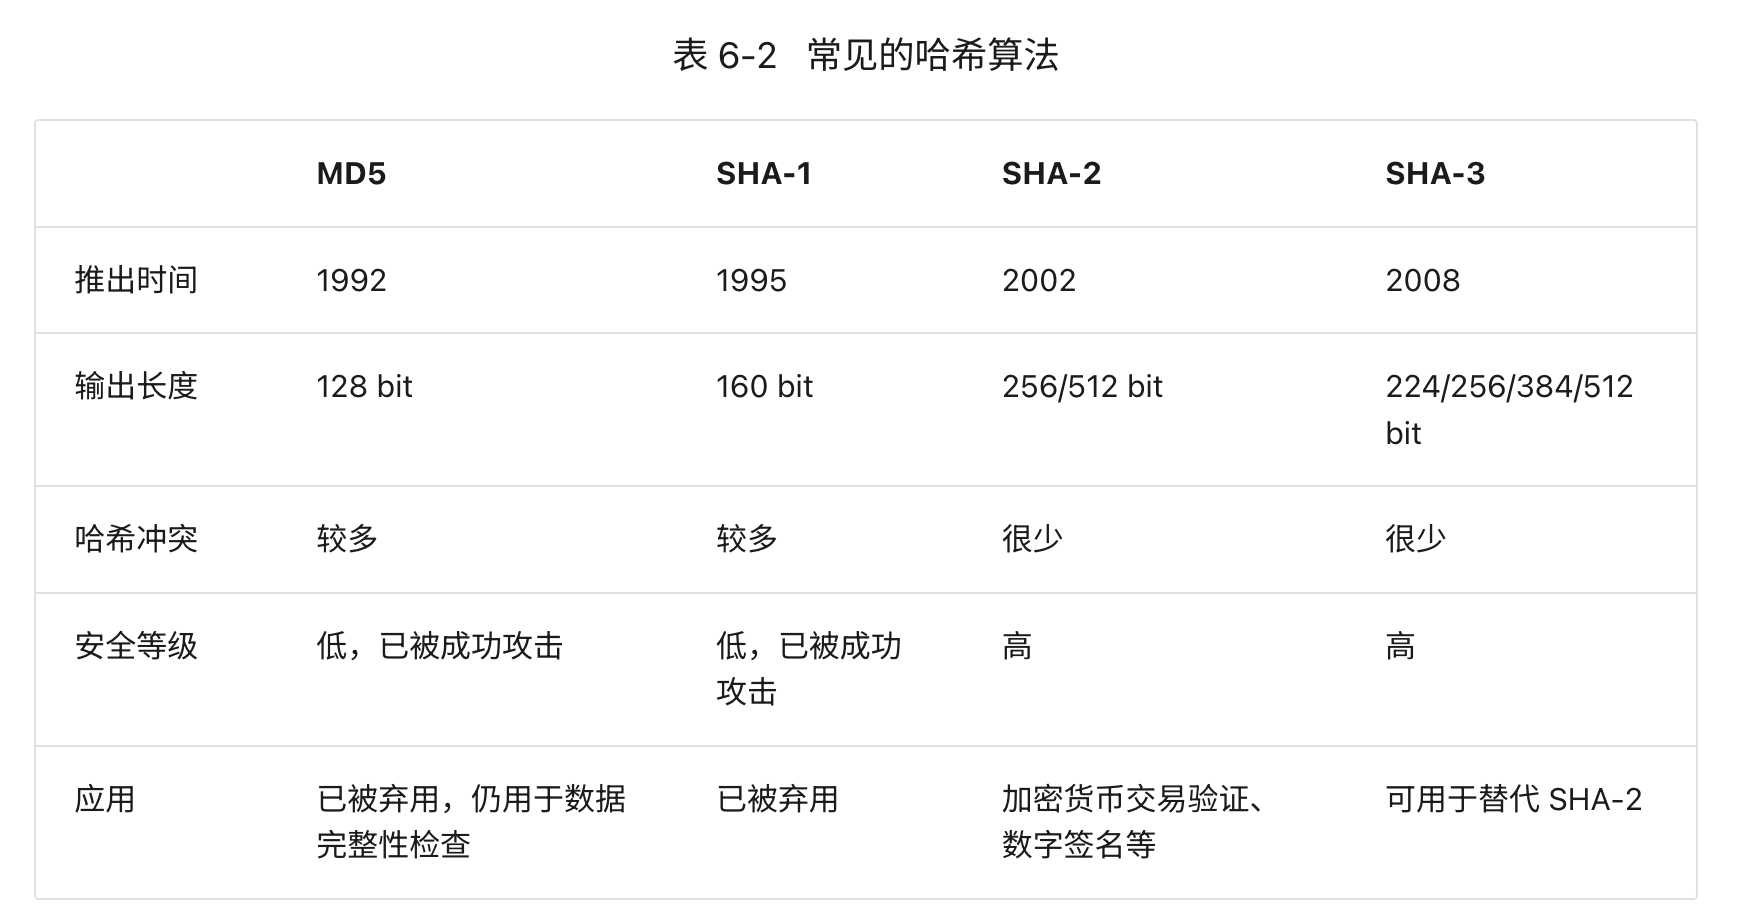 表 6-2 常见的哈希算法
MD5 SHA-1 SHA-2 SHA-3
推出时间 1992 1995 2002 2008
输出长度 128 bit 160 bit 256/512 bit 224/256/384/512
bit
哈希冲突 较多 较多 很少 很少
安全等级 低，已被成功攻击 低，已被成功 高 高
攻击
应用 已被弃用，仍用于数据 已被弃用 加密货币交易验证、 可用于替代 SHA-2
完整性检查 数字签名等